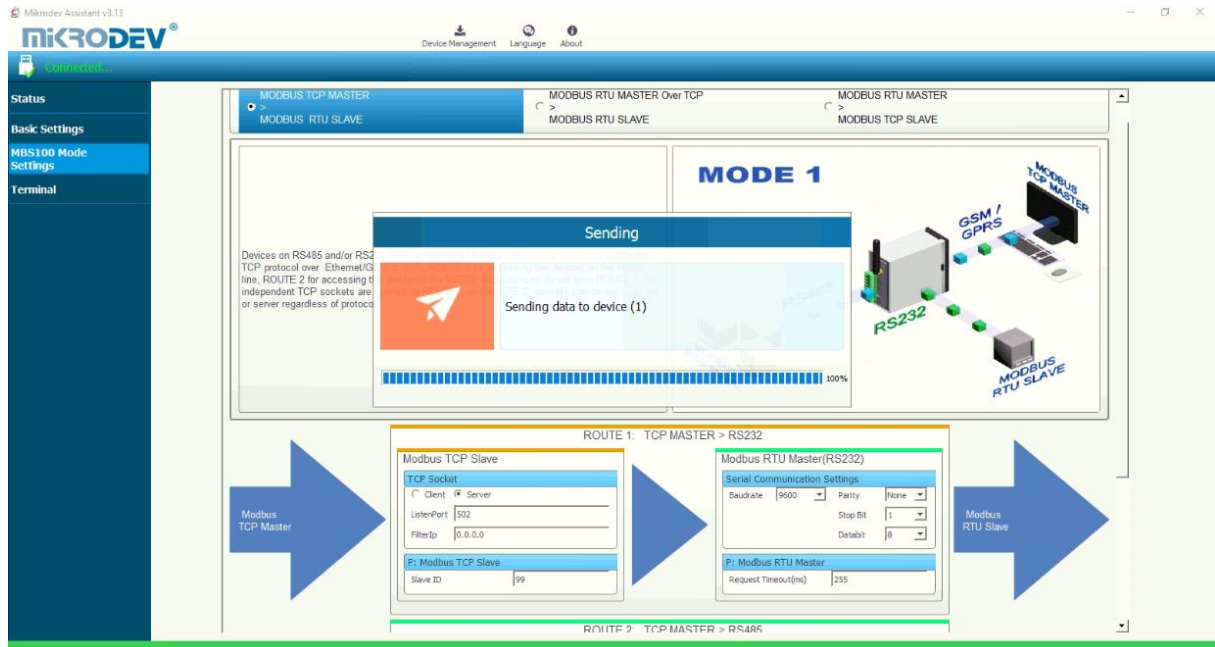 Mikrodev Assistant v3.13
MIKRODEV®
Device Management Language About
Connected...
Status
Basic Settings
MBS100 Mode
Settings
Terminal
MODBUS TCP MASTER
>
MODBUS RTU SLAVE
MODBUS RTU MASTER Over TCP
>
MODBUS RTU SLAVE
MODBUS RTU MASTER
>
MODBUS TCP SLAVE
MODE 1
MODBUS
TCP MASTER
GSM /
GPRS
RS485
RS232
MODBUS
RTU SLAVE
Devices on RS485 and/or RS2
TCP protocol over Ethernet/G
line, ROUTE 2 for accessing
independent TCP sockets are
or server regardless of protoco
Sending
Sending data to device (1)
100%
ROUTE 1: TCP MASTER > RS232
Modbus
TCP Master
Modbus TCP Slave
TCP Socket
Client Server
ListenPort 502
FilterIp 0.0.0.0
P: Modbus TCP Slave
Slave ID 99
Modbus RTU Master(RS232)
Serial Communication Settings
Baudrate 9600 Parity None
Stop Bit 1
Databit 8
P: Modbus RTU Master
Request Timeout(ms) 255
Modbus
RTU Slave
ROUTE 2: TCP MASTER > RS485